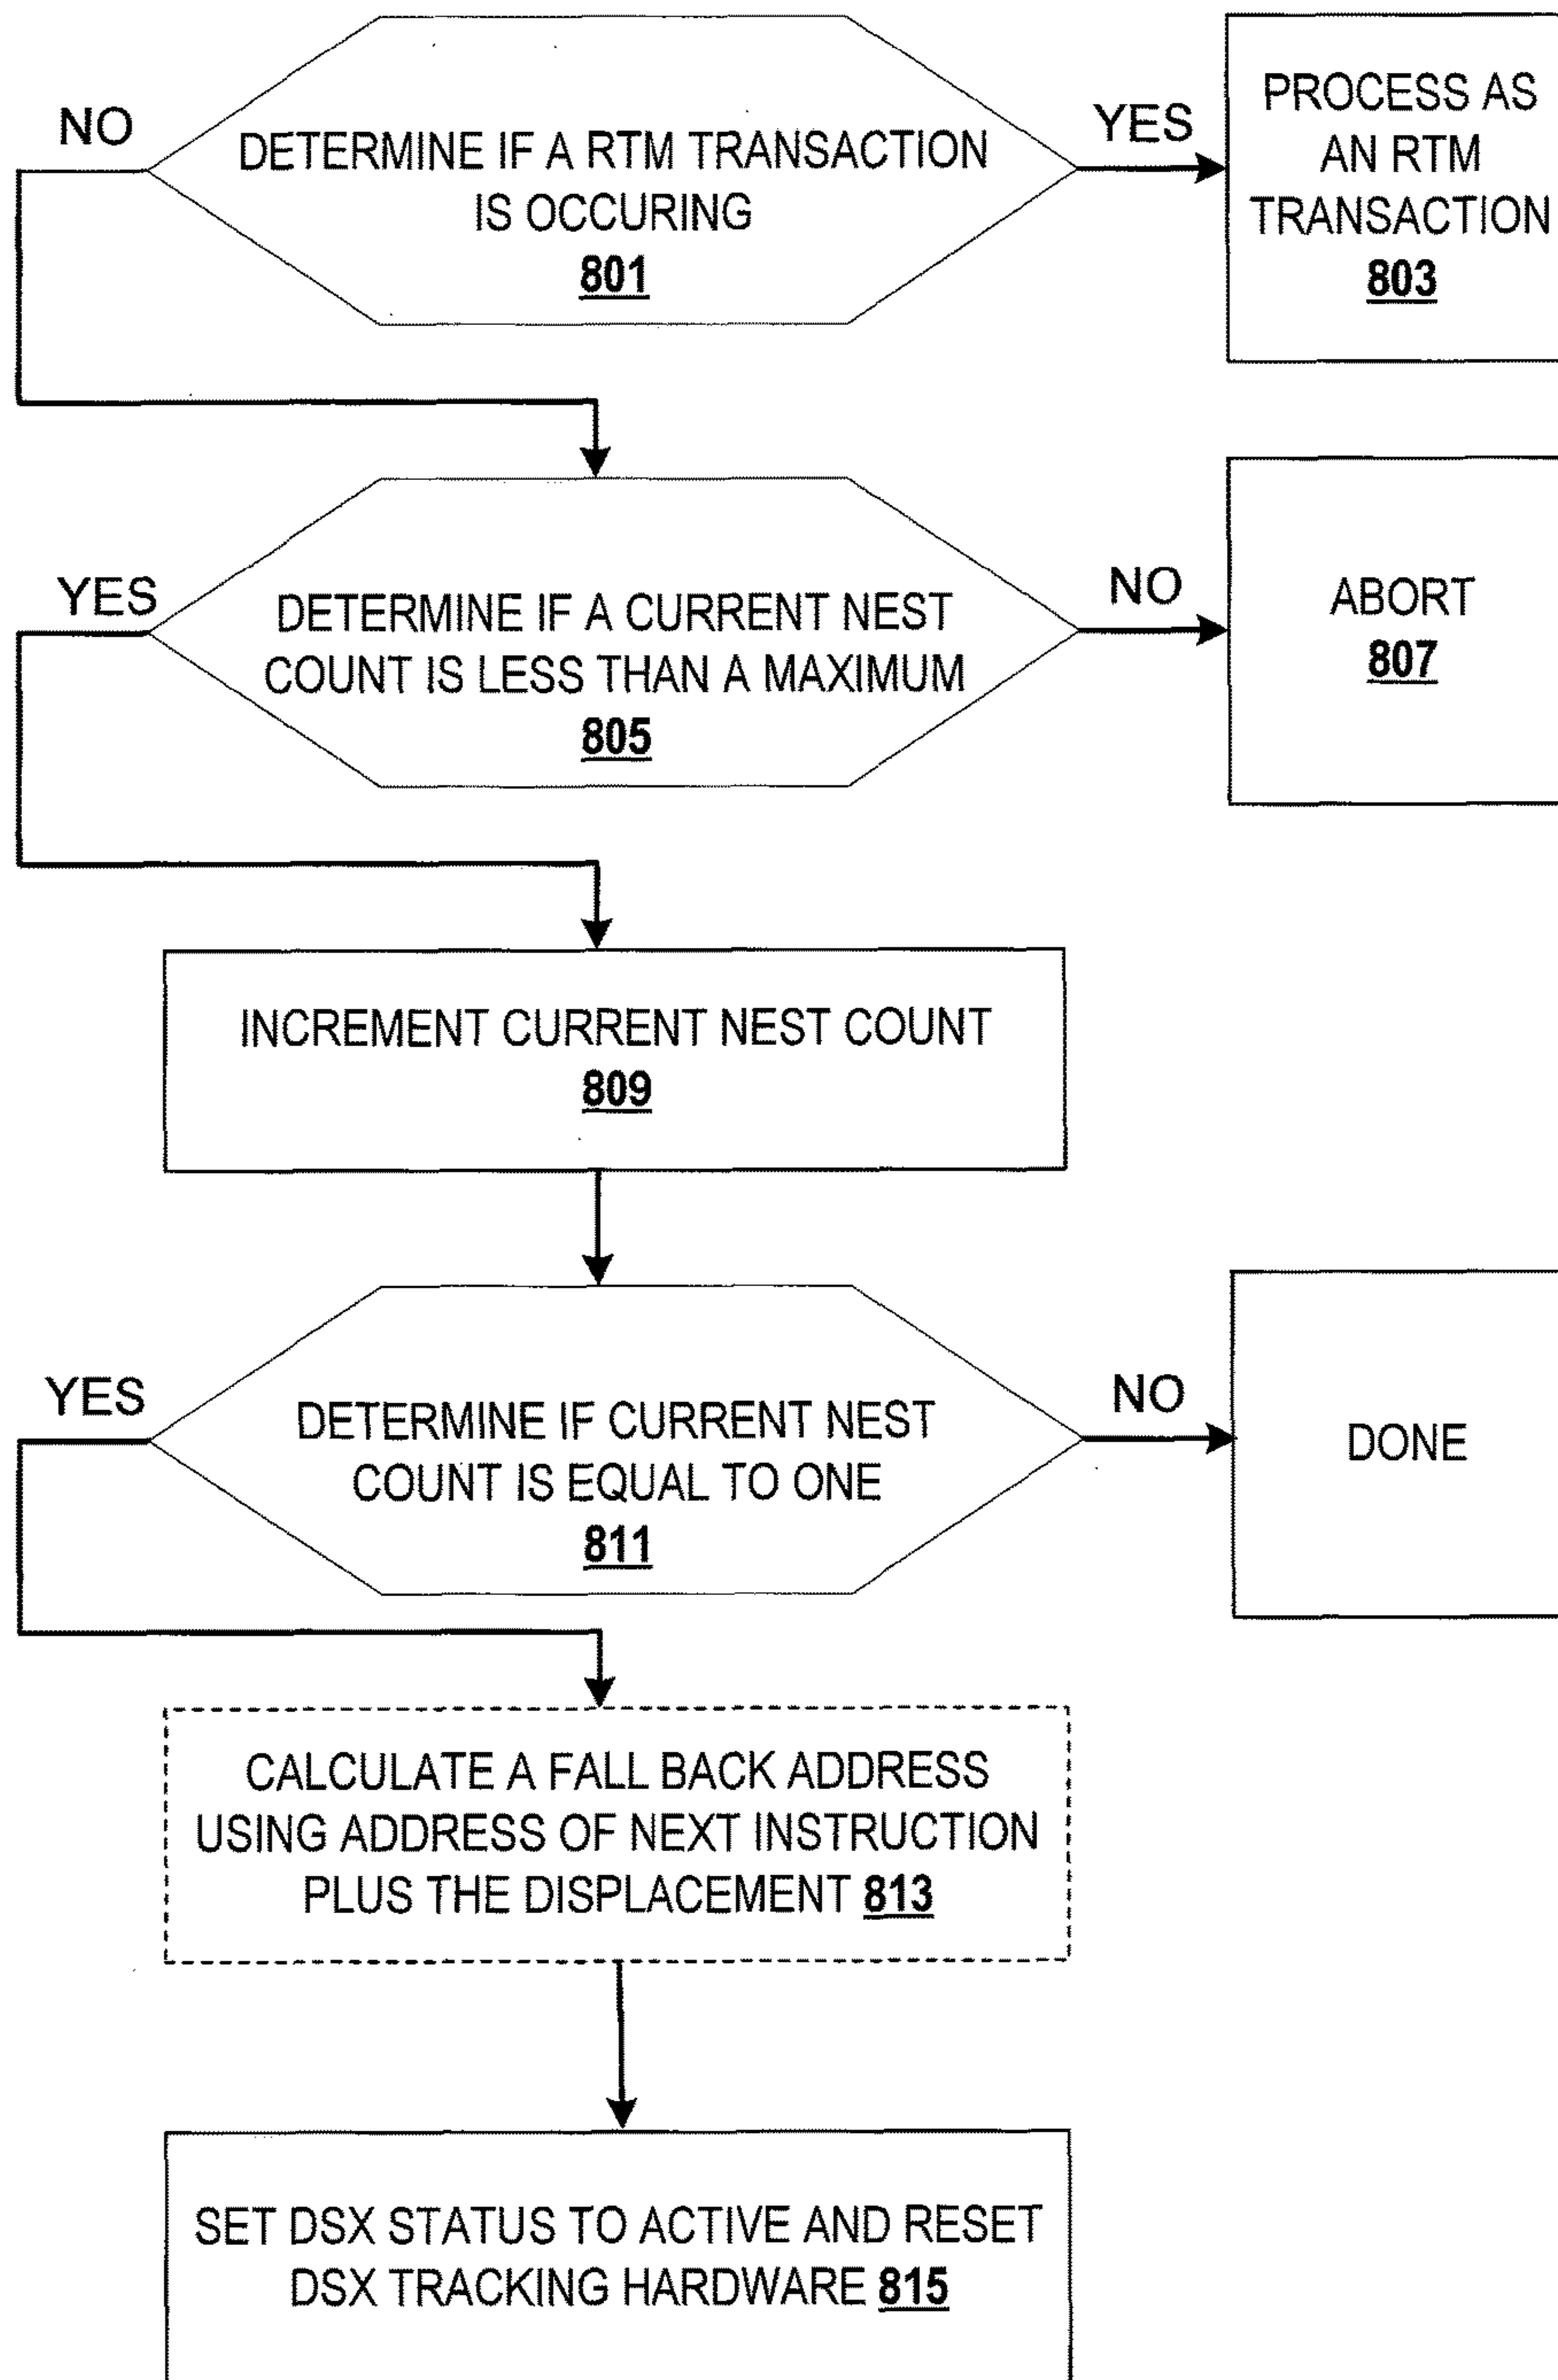 NO
DETERMINE IF A RTM TRANSACTION
IS OCCURING
801
YES
PROCESS AS
AN RTM
TRANSACTION
803
YES
DETERMINE IF A CURRENT NEST
COUNT IS LESS THAN A MAXIMUM
805
NO
ABORT
807
INCREMENT CURRENT NEST COUNT
809
YES
DETERMINE IF CURRENT NEST
COUNT IS EQUAL TO ONE
811
NO
DONE
CALCULATE A FALL BACK ADDRESS
USING ADDRESS OF NEXT INSTRUCTION
PLUS THE DISPLACEMENT 813
SET DSX STATUS TO ACTIVE AND RESET
DSX TRACKING HARDWARE 815